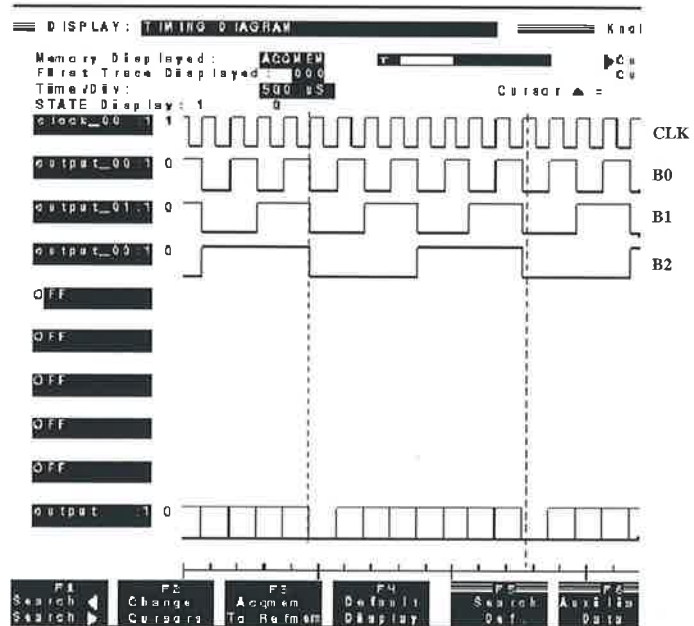 DISPLAY: TIMING DIAGRAM
Memory Displayed: ACQMEM T
First Trace Displayed: 000
Time/Div: 500 uS Cursor ▲ =
STATE Display: 1 0
clock_00 :1 1 CLK
output_00:1 0 B0
output_01:1 0 B1
output_03:1 0 B2
OFF
OFF
OFF
OFF
OFF
output :1 0
F1 F2 F3 F4 F5 F6
Search ◀ Change Acqmem Default Search
Search ▶ Cursors To Refmem Display Def. Data